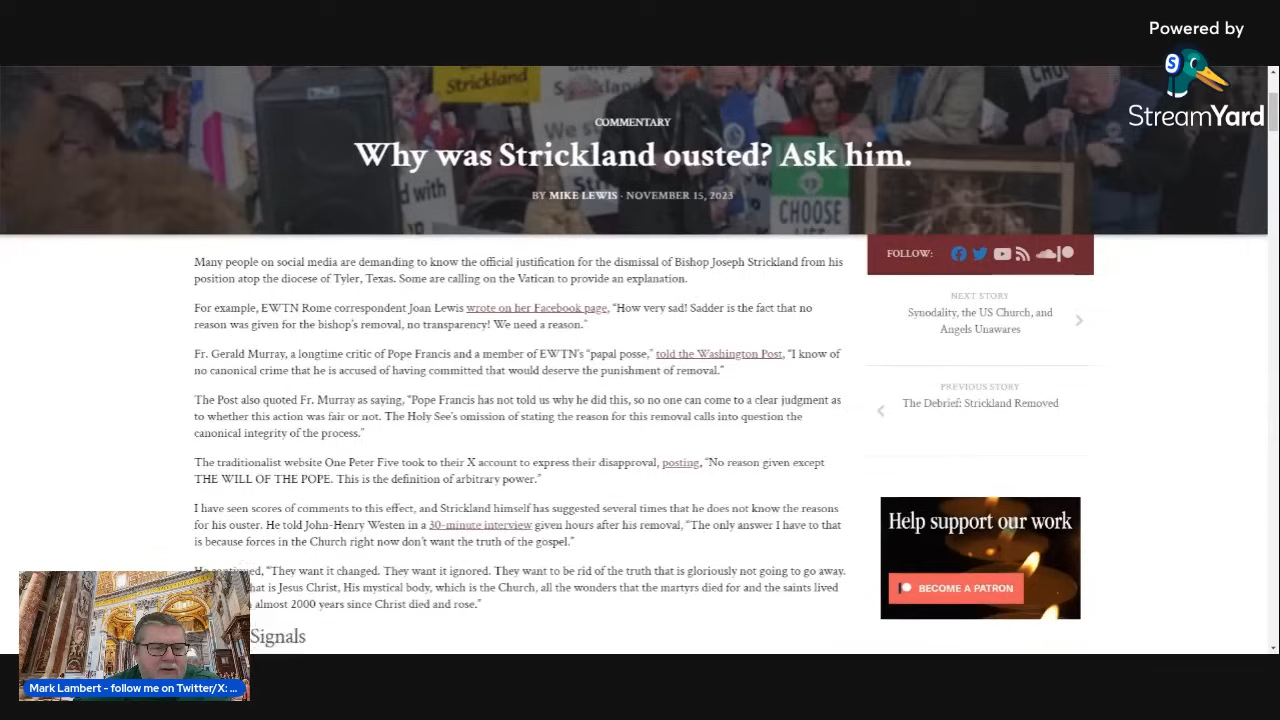 Powered by
S
StreamYard
Strickland
We s
with
CHO
CHOOSE
LIFE
COMMENTARY
Why was Strickland ousted? Ask him.
BY MIKE LEWIS · NOVEMBER 15, 2023
Many people on social media are demanding to know the official justification for the dismissal of Bishop Joseph Strickland from his
position atop the diocese of Tyler, Texas. Some are calling on the Vatican to provide an explanation.
For example, EWTN Rome correspondent Joan Lewis wrote on her Facebook page, “How very sad! Sadder is the fact that no
reason was given for the bishop’s removal, no transparency! We need a reason.”
Fr. Gerald Murray, a longtime critic of Pope Francis and a member of EWTN’s “papal posse,” told the Washington Post, “I know of
no canonical crime that he is accused of having committed that would deserve the punishment of removal.”
The Post also quoted Fr. Murray as saying, “Pope Francis has not told us why he did this, so no one can come to a clear judgment as
to whether this action was fair or not. The Holy See’s omission of stating the reason for this removal calls into question the
canonical integrity of the process.”
The traditionalist website One Peter Five took to their X account to express their disapproval, posting, “No reason given except
THE WILL OF THE POPE. This is the definition of arbitrary power.”
I have seen scores of comments to this effect, and Strickland himself has suggested several times that he does not know the reasons
for his ouster. He told John-Henry Westen in a 30-minute interview given hours after his removal, “The only answer I have to that
is because forces in the Church right now don’t want the truth of the gospel.”
“They want it changed. They want it ignored. They want to be rid of the truth that is gloriously not going to go away.
is Jesus Christ, His mystical body, which is the Church, all the wonders that the martyrs died for and the saints lived
almost 2000 years since Christ died and rose.”
Signals
FOLLOW:
NEXT STORY
Synodality, the US Church, and
Angels Unawares
PREVIOUS STORY
The Debrief: Strickland Removed
Help support our work
BECOME A PATRON
Mark Lambert - follow me on Twitter/X: ...